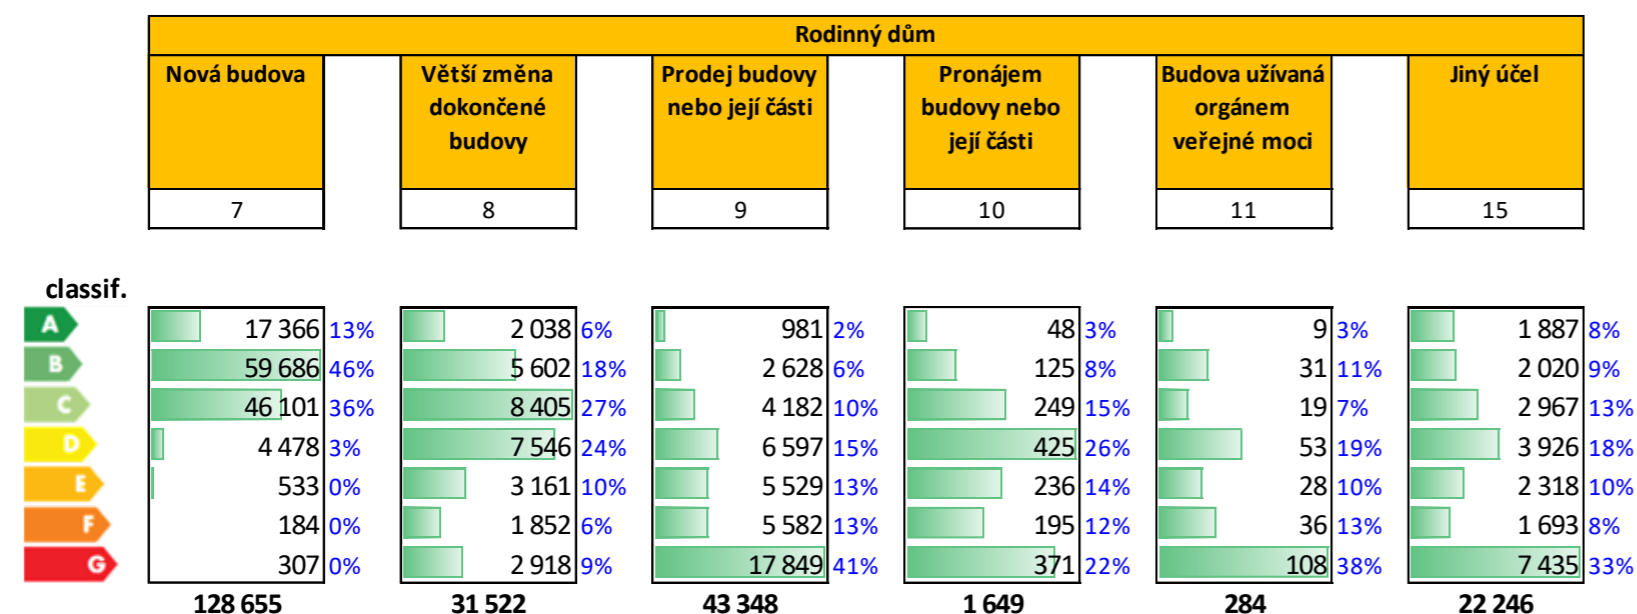 Rodinný dům
Nová budova
Větší změna
dokončené
budovy
Prodej budovy
nebo její části
Pronájem
budovy nebo
její části
Budova užívaná
orgánem
veřejné moci
Jiný účel
7 8 9 10 11 15
classif.
A 17 366 13% 2 038 6% 981 2% 48 3% 9 3% 1 887 8%
B 59 686 46% 5 602 18% 2 628 6% 125 8% 31 11% 2 020 9%
C 46 101 36% 8 405 27% 4 182 10% 249 15% 19 7% 2 967 13%
D 4 478 3% 7 546 24% 6 597 15% 425 26% 53 19% 3 926 18%
E 533 0% 3 161 10% 5 529 13% 236 14% 28 10% 2 318 10%
F 184 0% 1 852 6% 5 582 13% 195 12% 36 13% 1 693 8%
G 307 0% 2 918 9% 17 849 41% 371 22% 108 38% 7 435 33%
128 655 31 522 43 348 1 649 284 22 246